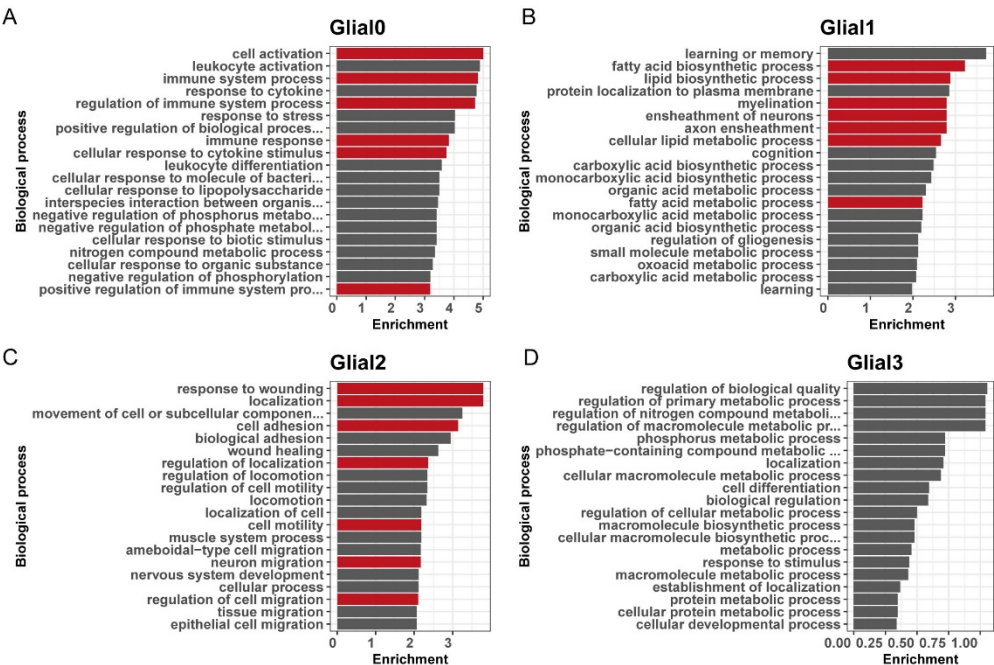 A
Glial0
Biological process
cell activation
leukocyte activation
immune system process
response to cytokine
regulation of immune system process
response to stress
positive regulation of biological proces...
immune response
cellular response to cytokine stimulus
leukocyte differentiation
cellular response to molecule of bacteri...
cellular response to lipopolysaccharide
interspecies interaction between organis...
negative regulation of phosphorus metabo...
negative regulation of phosphate metabol...
cellular response to biotic stimulus
nitrogen compound metabolic process
cellular response to organic substance
negative regulation of phosphorylation
positive regulation of immune system pro...
0 1 2 3 4 5
Enrichment
B
Glial1
Biological process
learning or memory
fatty acid biosynthetic process
lipid biosynthetic process
protein localization to plasma membrane
myelination
ensheathment of neurons
axon ensheathment
cellular lipid metabolic process
cognition
carboxylic acid biosynthetic process
monocarboxylic acid biosynthetic process
organic acid metabolic process
fatty acid metabolic process
monocarboxylic acid metabolic process
organic acid biosynthetic process
regulation of gliogenesis
small molecule metabolic process
oxoacid metabolic process
carboxylic acid metabolic process
learning
0 1 2 3
Enrichment
C
Glial2
Biological process
response to wounding
localization
movement of cell or subcellular componen...
cell adhesion
biological adhesion
wound healing
regulation of localization
regulation of locomotion
regulation of cell motility
locomotion
localization of cell
cell motility
muscle system process
ameboidal-type cell migration
neuron migration
nervous system development
cellular process
regulation of cell migration
tissue migration
epithelial cell migration
0 1 2 3
Enrichment
D
Glial3
Biological process
regulation of biological quality
regulation of primary metabolic process
regulation of nitrogen compound metaboli...
regulation of macromolecule metabolic pr...
phosphorus metabolic process
phosphate-containing compound metabolic ...
localization
cellular macromolecule metabolic process
cell differentiation
biological regulation
regulation of cellular metabolic process
macromolecule biosynthetic process
cellular macromolecule biosynthetic proc...
metabolic process
response to stimulus
macromolecule metabolic process
establishment of localization
protein metabolic process
cellular protein metabolic process
cellular developmental process
0.00 0.25 0.50 0.75 1.00
Enrichment